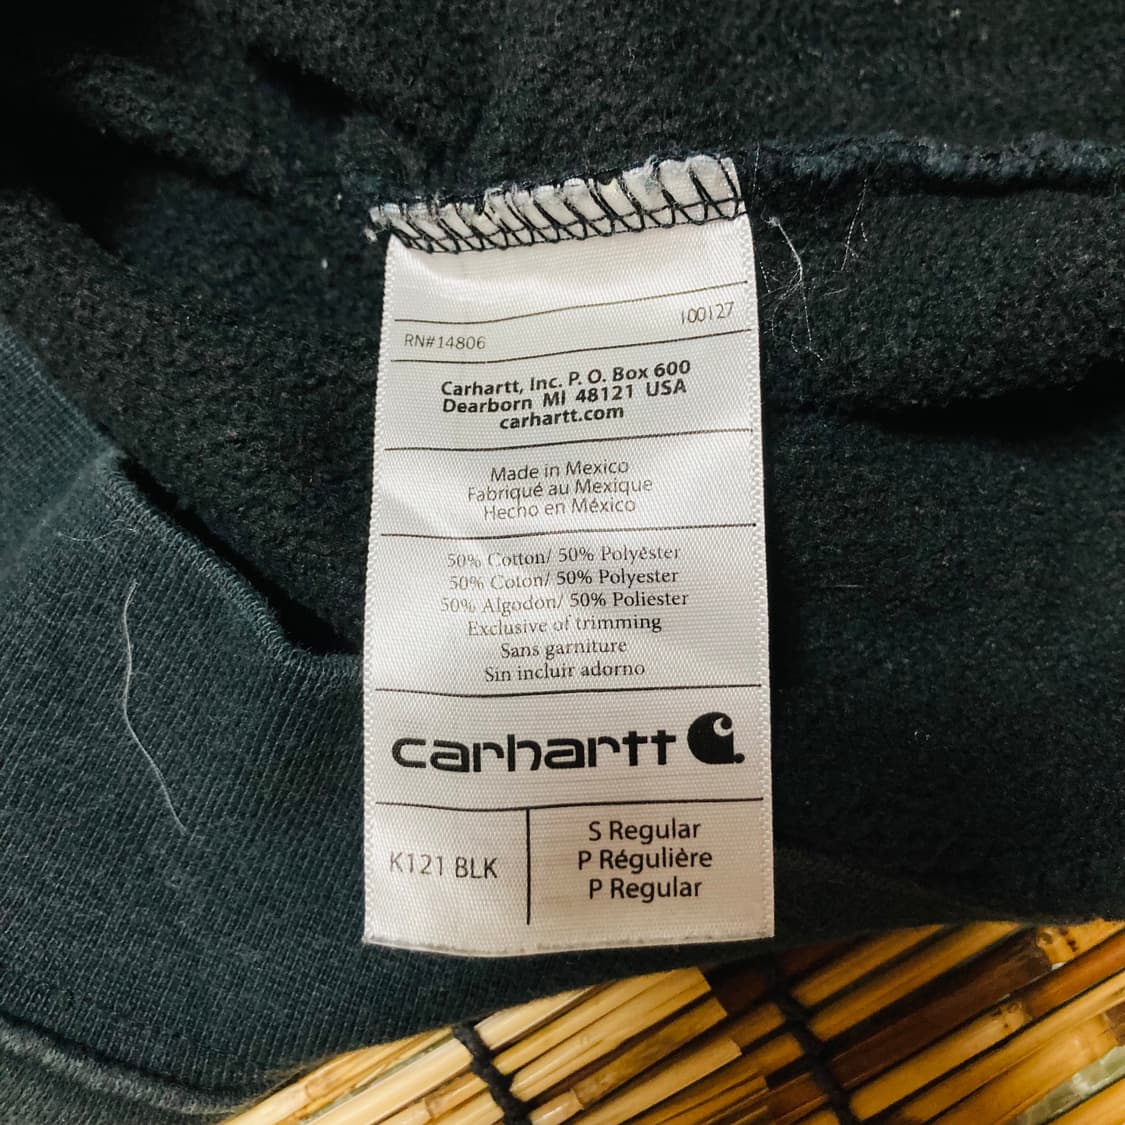 100127
RN#14806
Carhartt, Inc. P. O. Box 600
Dearborn MI 48121 USA
carhartt.com
Made in Mexico
Fabriqué au Mexique
Hecho en México
50% Cotton/ 50% Polyester
50% Coton/ 50% Polyester
50% Algodon/ 50% Poliester
Exclusive of trimming
Sans garniture
Sin incluir adorno
carhartt
K121 BLK
S Regular
P Régulière
P Regular